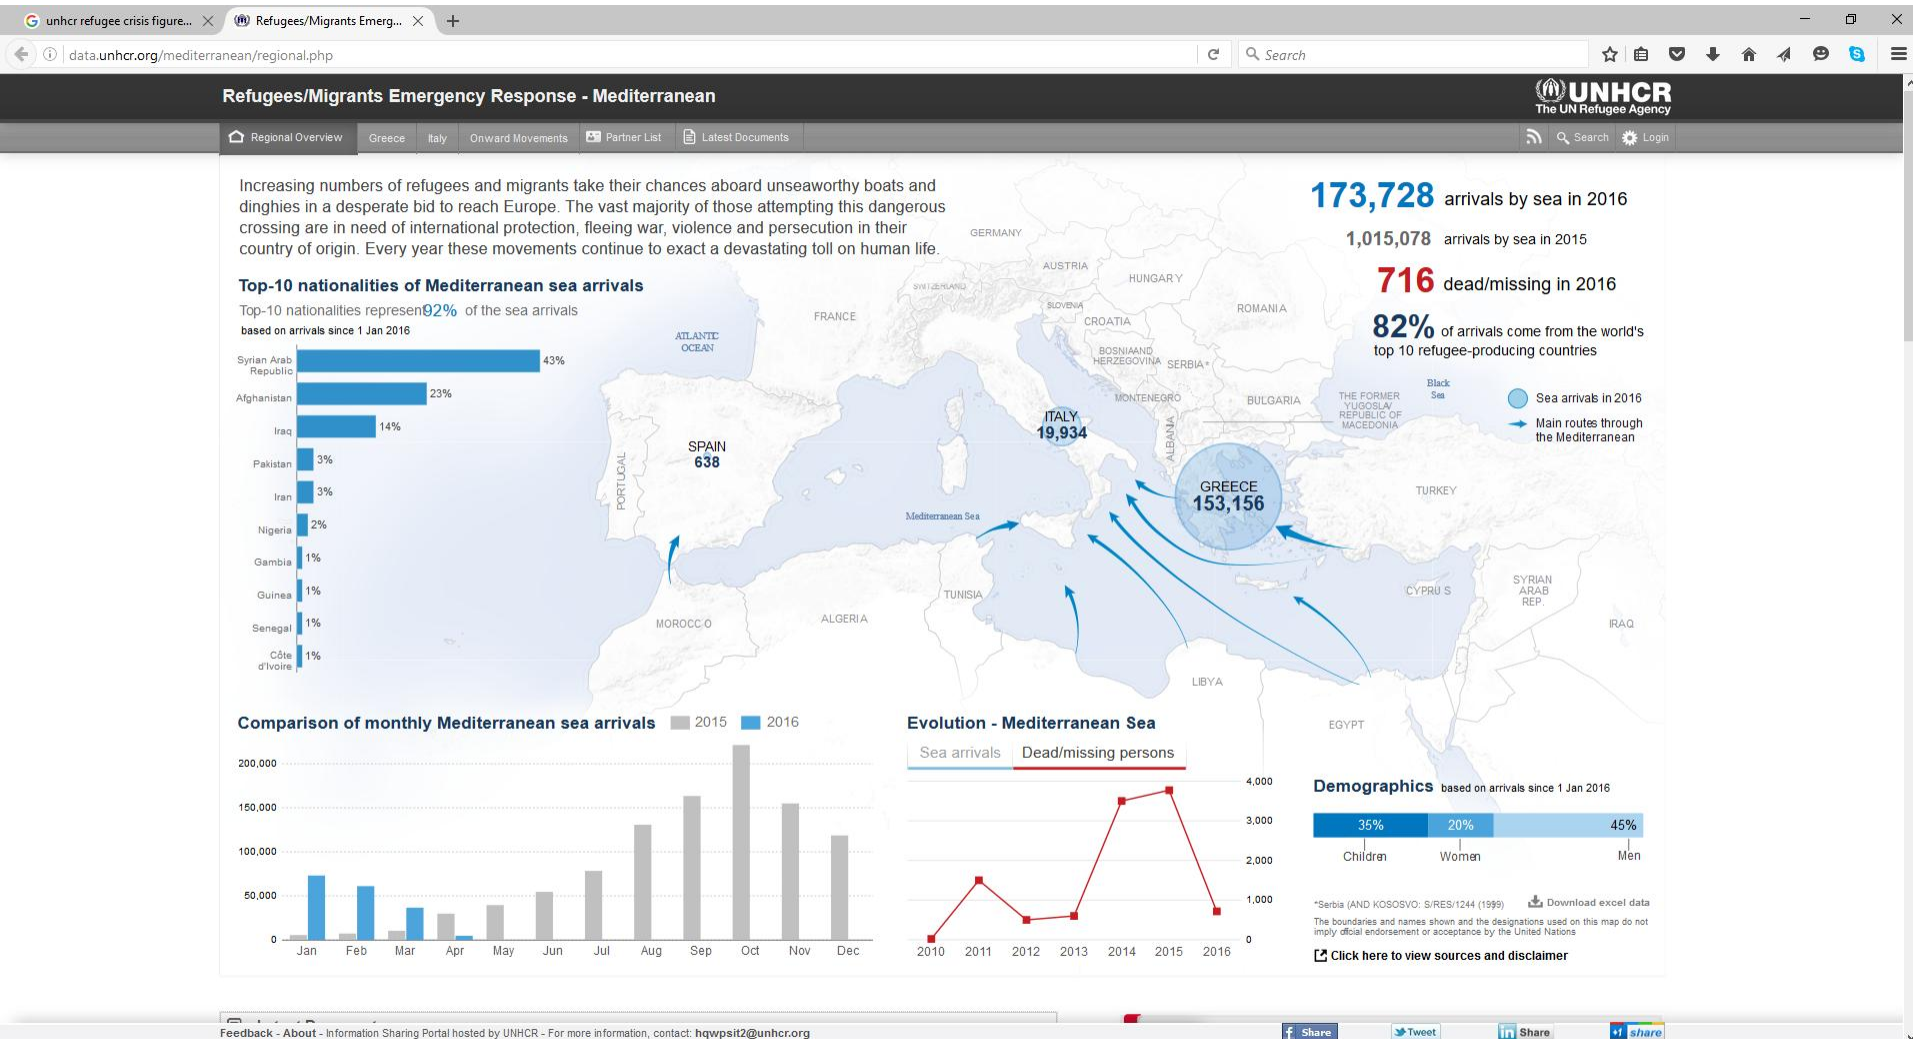 unhcr refugee crisis figure...
Refugees/Migrants Emerg...
data.unhcr.org/mediterranean/regional.php
Search
Refugees/Migrants Emergency Response - Mediterranean
UNHCR
The UN Refugee Agency
Regional Overview
Greece
Italy
Onward Movements
Partner List
Latest Documents
Search
Login
Increasing numbers of refugees and migrants take their chances aboard unseaworthy boats and
dinghies in a desperate bid to reach Europe. The vast majority of those attempting this dangerous
crossing are in need of international protection, fleeing war, violence and persecution in their
country of origin. Every year these movements continue to exact a devastating toll on human life.
173,728 arrivals by sea in 2016
1,015,078 arrivals by sea in 2015
716 dead/missing in 2016
82% of arrivals come from the world's
top 10 refugee-producing countries
Sea arrivals in 2016
Main routes through
the Mediterranean
Top-10 nationalities of Mediterranean sea arrivals
Top-10 nationalities represent 92% of the sea arrivals
based on arrivals since 1 Jan 2016
Syrian Arab
Republic
43%
Afghanistan 23%
Iraq 14%
Pakistan 3%
Iran 3%
Nigeria 2%
Gambia 1%
Guinea 1%
Senegal 1%
Côte
d'Ivoire
1%
GERMANY
AUSTRIA
HUNGARY
SWITZERLAND
SLOVENIA
ROMANIA
FRANCE
CROATIA
ATLANTIC
OCEAN
BOSNIA AND
HERZEGOVINA
SERBIA*
Black
Sea
MONTENEGRO
BULGARIA
THE FORMER
YUGOSLAV
REPUBLIC OF
MACEDONIA
ITALY
19,934
ALBANIA
SPAIN
638
PORTUGAL
GREECE
153,156
TURKEY
Mediterranean Sea
TUNISIA
CYPRUS
SYRIAN
ARAB
REP.
MOROCCO
ALGERIA
IRAQ
LIBYA
EGYPT
Comparison of monthly Mediterranean sea arrivals
2015
2016
200,000
150,000
100,000
50,000
0
Jan Feb Mar Apr May Jun Jul Aug Sep Oct Nov Dec
Evolution - Mediterranean Sea
Sea arrivals
Dead/missing persons
4,000
3,000
2,000
1,000
0
2010 2011 2012 2013 2014 2015 2016
Demographics based on arrivals since 1 Jan 2016
35% 20% 45%
Children Women Men
*Serbia (AND KOSOSVO: S/RES/1244 (1999)
Download excel data
The boundaries and names shown and the designations used on this map do not
imply official endorsement or acceptance by the United Nations
Click here to view sources and disclaimer
Feedback - About - Information Sharing Portal hosted by UNHCR - For more information, contact: hqwpsit2@unhcr.org
Share
Tweet
Share
+1 share